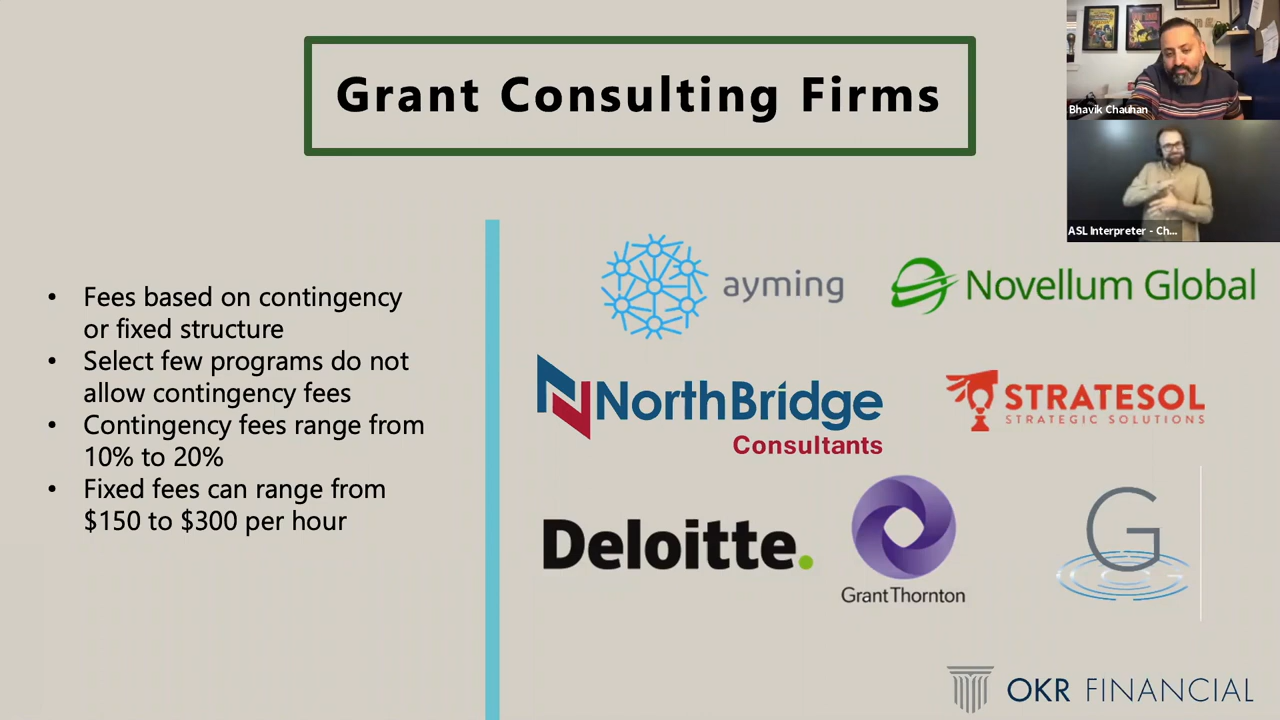 Grant Consulting Firms
Bhavik Chauhan
ASL Interpreter - Ch...
• Fees based on contingency
or fixed structure
• Select few programs do not
allow contingency fees
• Contingency fees range from
10% to 20%
• Fixed fees can range from
$150 to $300 per hour
ayming
Novellum Global
NorthBridge
Consultants
STRATESOL
STRATEGIC SOLUTIONS
Deloitte.
Grant Thornton
G
OKR FINANCIAL